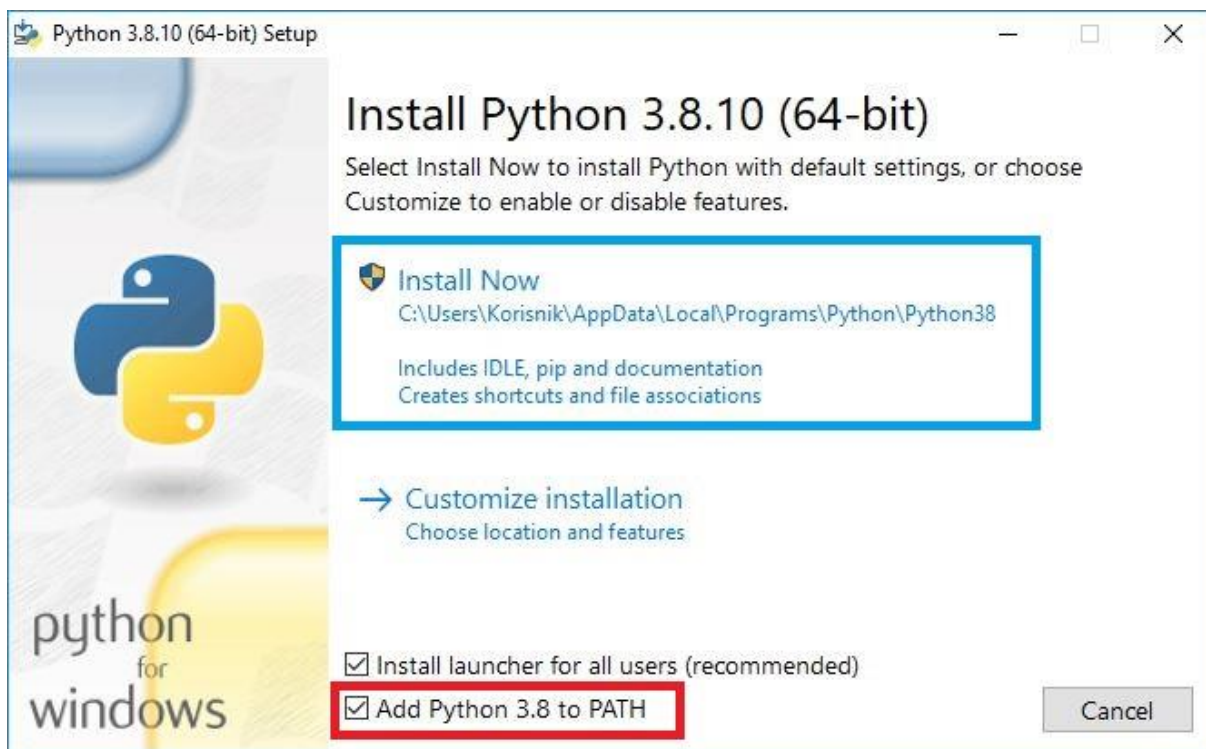 Python 3.8.10 (64-bit) Setup
Install Python 3.8.10 (64-bit)
Select Install Now to install Python with default settings, or choose
Customize to enable or disable features.
Install Now
C:\Users\Korisnik\AppData\Local\Programs\Python\Python38
Includes IDLE, pip and documentation
Creates shortcuts and file associations
Customize installation
Choose location and features
python
for
windows
Install launcher for all users (recommended)
Add Python 3.8 to PATH
Cancel